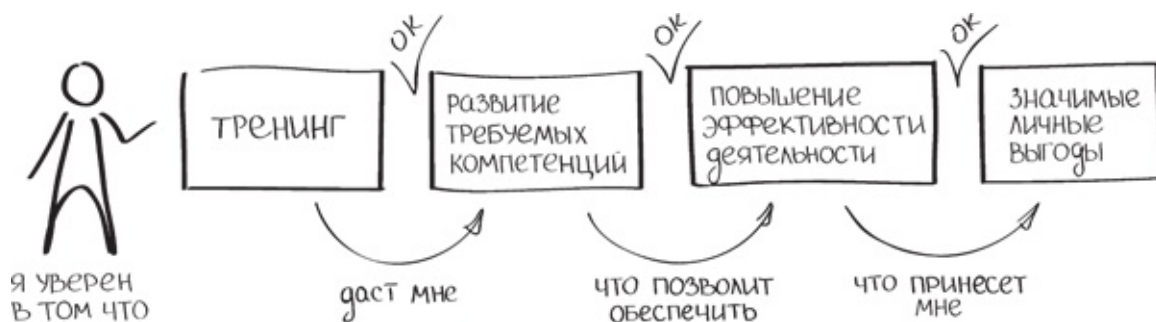 ОК
ОК
ОК
ТРЕНИНГ
РАЗВИТИЕ
ТРЕБУЕМЫХ
КОМПЕТЕНЦИЙ
ПОВЫШЕНИЕ
ЭФФЕКТИВНОСТИ
деятельности
ЗНАЧИМЫЕ
ЛИЧНЫЕ
ВЫГОДЫ
Я УВЕРЕН
В ТОМ ЧТО
даст мне
что позволит
обеспечить
что принесет
мне